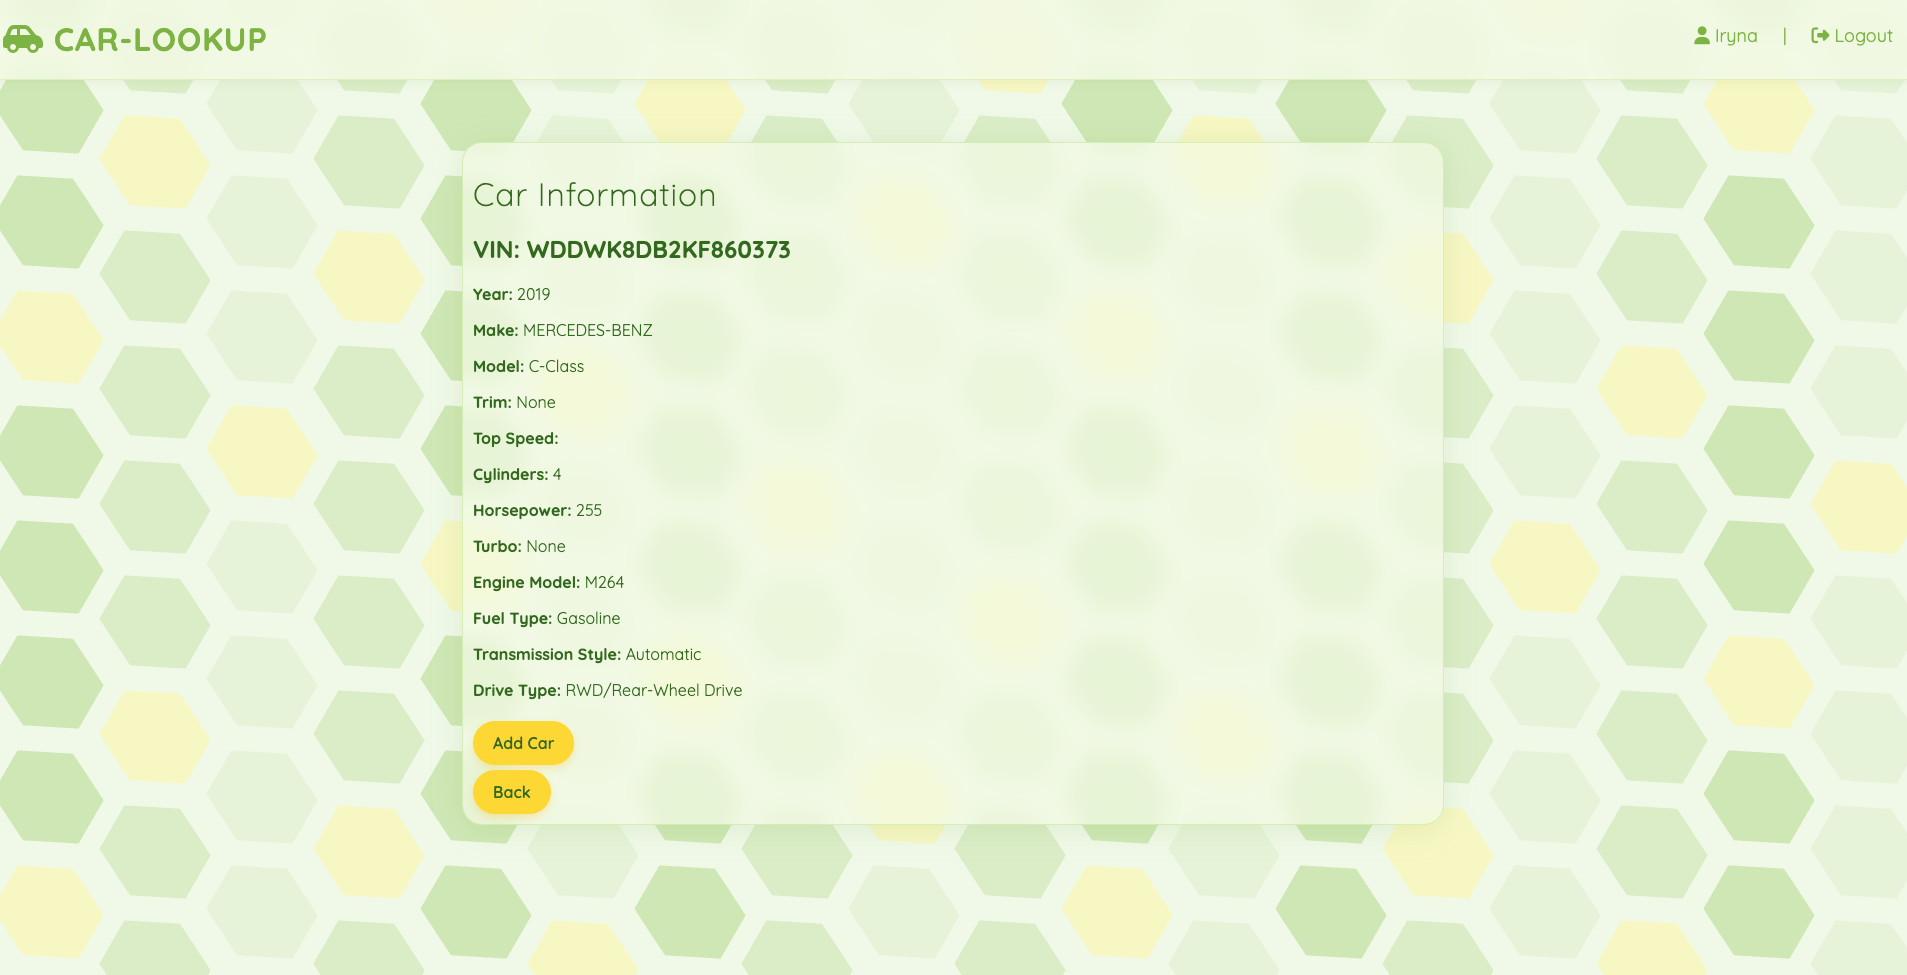 CAR-LOOKUP
Iryna | Logout
Car Information
VIN: WDDWK8DB2KF860373
Year: 2019
Make: MERCEDES-BENZ
Model: C-Class
Trim: None
Top Speed:
Cylinders: 4
Horsepower: 255
Turbo: None
Engine Model: M264
Fuel Type: Gasoline
Transmission Style: Automatic
Drive Type: RWD/Rear-Wheel Drive
Add Car
Back